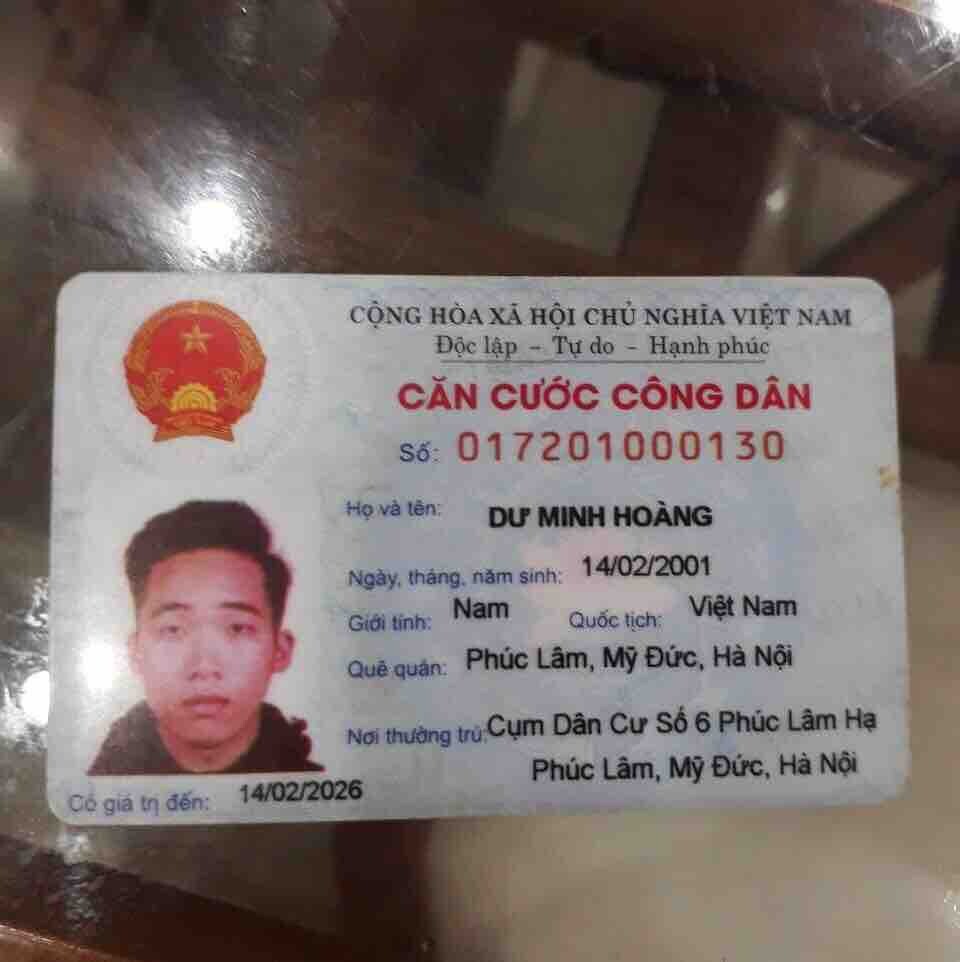 CỘNG HÒA XÃ HỘI CHỦ NGHĨA VIỆT NAM
Độc lập - Tự do - Hạnh phúc
CĂN CƯỚC CÔNG DÂN
Số: 017201000130
Họ và tên: DƯ MINH HOÀNG
Ngày, tháng, năm sinh: 14/02/2001
Giới tính: Nam Quốc tịch: Việt Nam
Quê quán: Phúc Lâm, Mỹ Đức, Hà Nội
Nơi thường trú: Cụm Dân Cư Số 6 Phúc Lâm Hạ
Phúc Lâm, Mỹ Đức, Hà Nội
Có giá trị đến: 14/02/2026